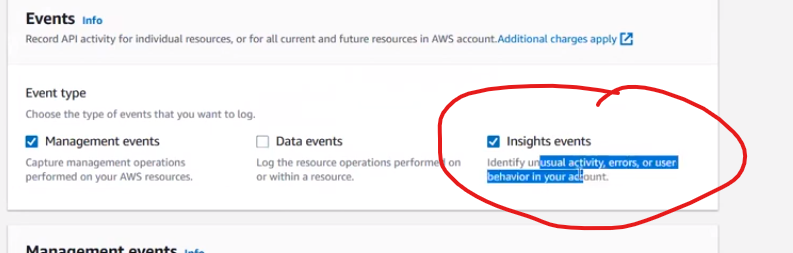 Events Info
Record API activity for individual resources, or for all current and future resources in AWS account.Additional charges apply
Event type
Choose the type of events that you want to log.
Management events
Capture management operations
performed on your AWS resources.
Data events
Log the resource operations performed on
or within a resource.
Insights events
Identify unusual activity, errors, or user
behavior in your account.
Management events Info